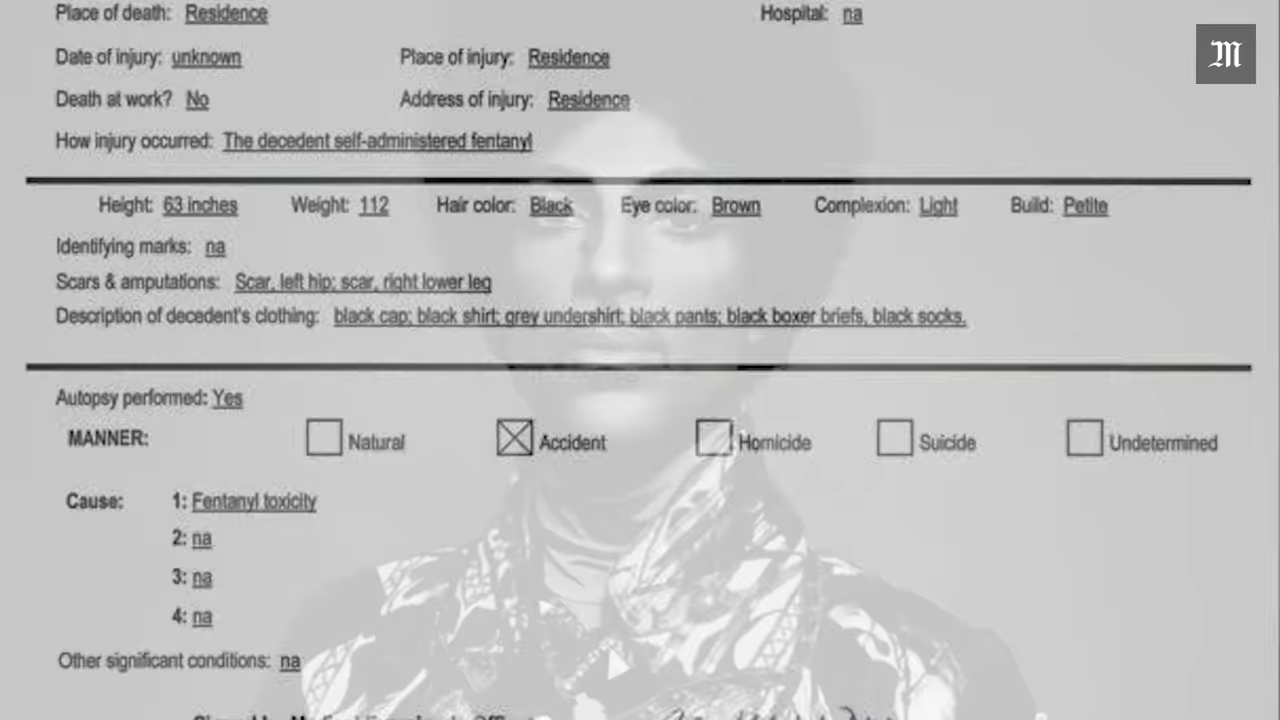 Place of death: Residence Hospital: na
M
Date of injury: unknown Place of injury: Residence
Death at work? No Address of injury: Residence
How injury occurred: The decedent self-administered fentanyl
Height: 63 inches Weight: 112 Hair color: Black Eye color: Brown Complexion: Light Build: Petite
Identifying marks: na
Scars & amputations: Scar, left hip; scar, right lower leg
Description of decedent's clothing: black cap; black shirt; grey undershirt; black pants; black boxer briefs, black socks.
Autopsy performed: Yes
MANNER: Natural Accident Homicide Suicide Undetermined
Cause: 1: Fentanyl toxicity
2: na
3: na
4: na
Other significant conditions: na